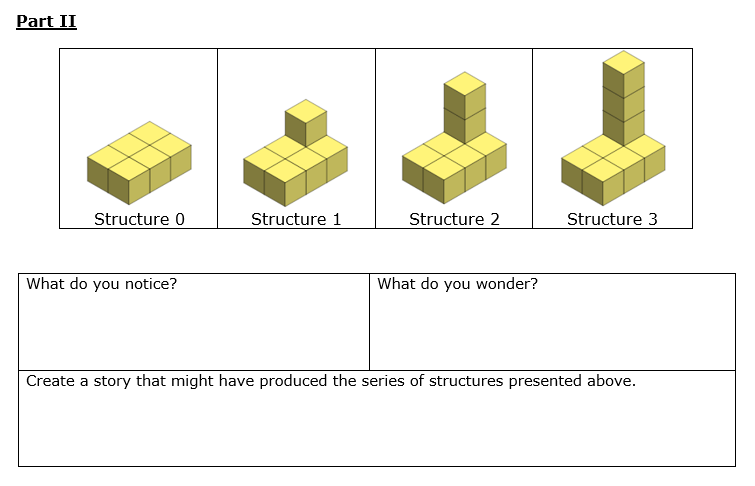 Part II
Structure 0
Structure 1
Structure 2
Structure 3
What do you notice?
What do you wonder?
Create a story that might have produced the series of structures presented above.